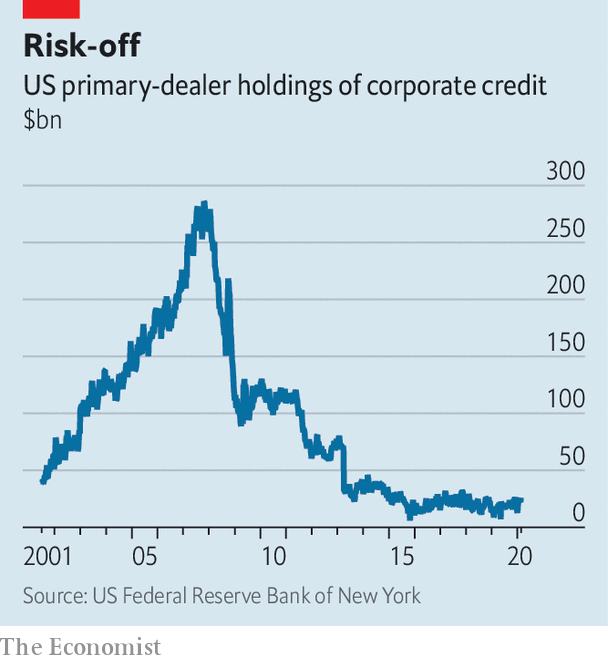 Risk-off
US primary-dealer holdings of corporate credit
$bn
300
250
200
150
100
50
0
2001 05 10 15 20
Source: US Federal Reserve Bank of New York
The Economist